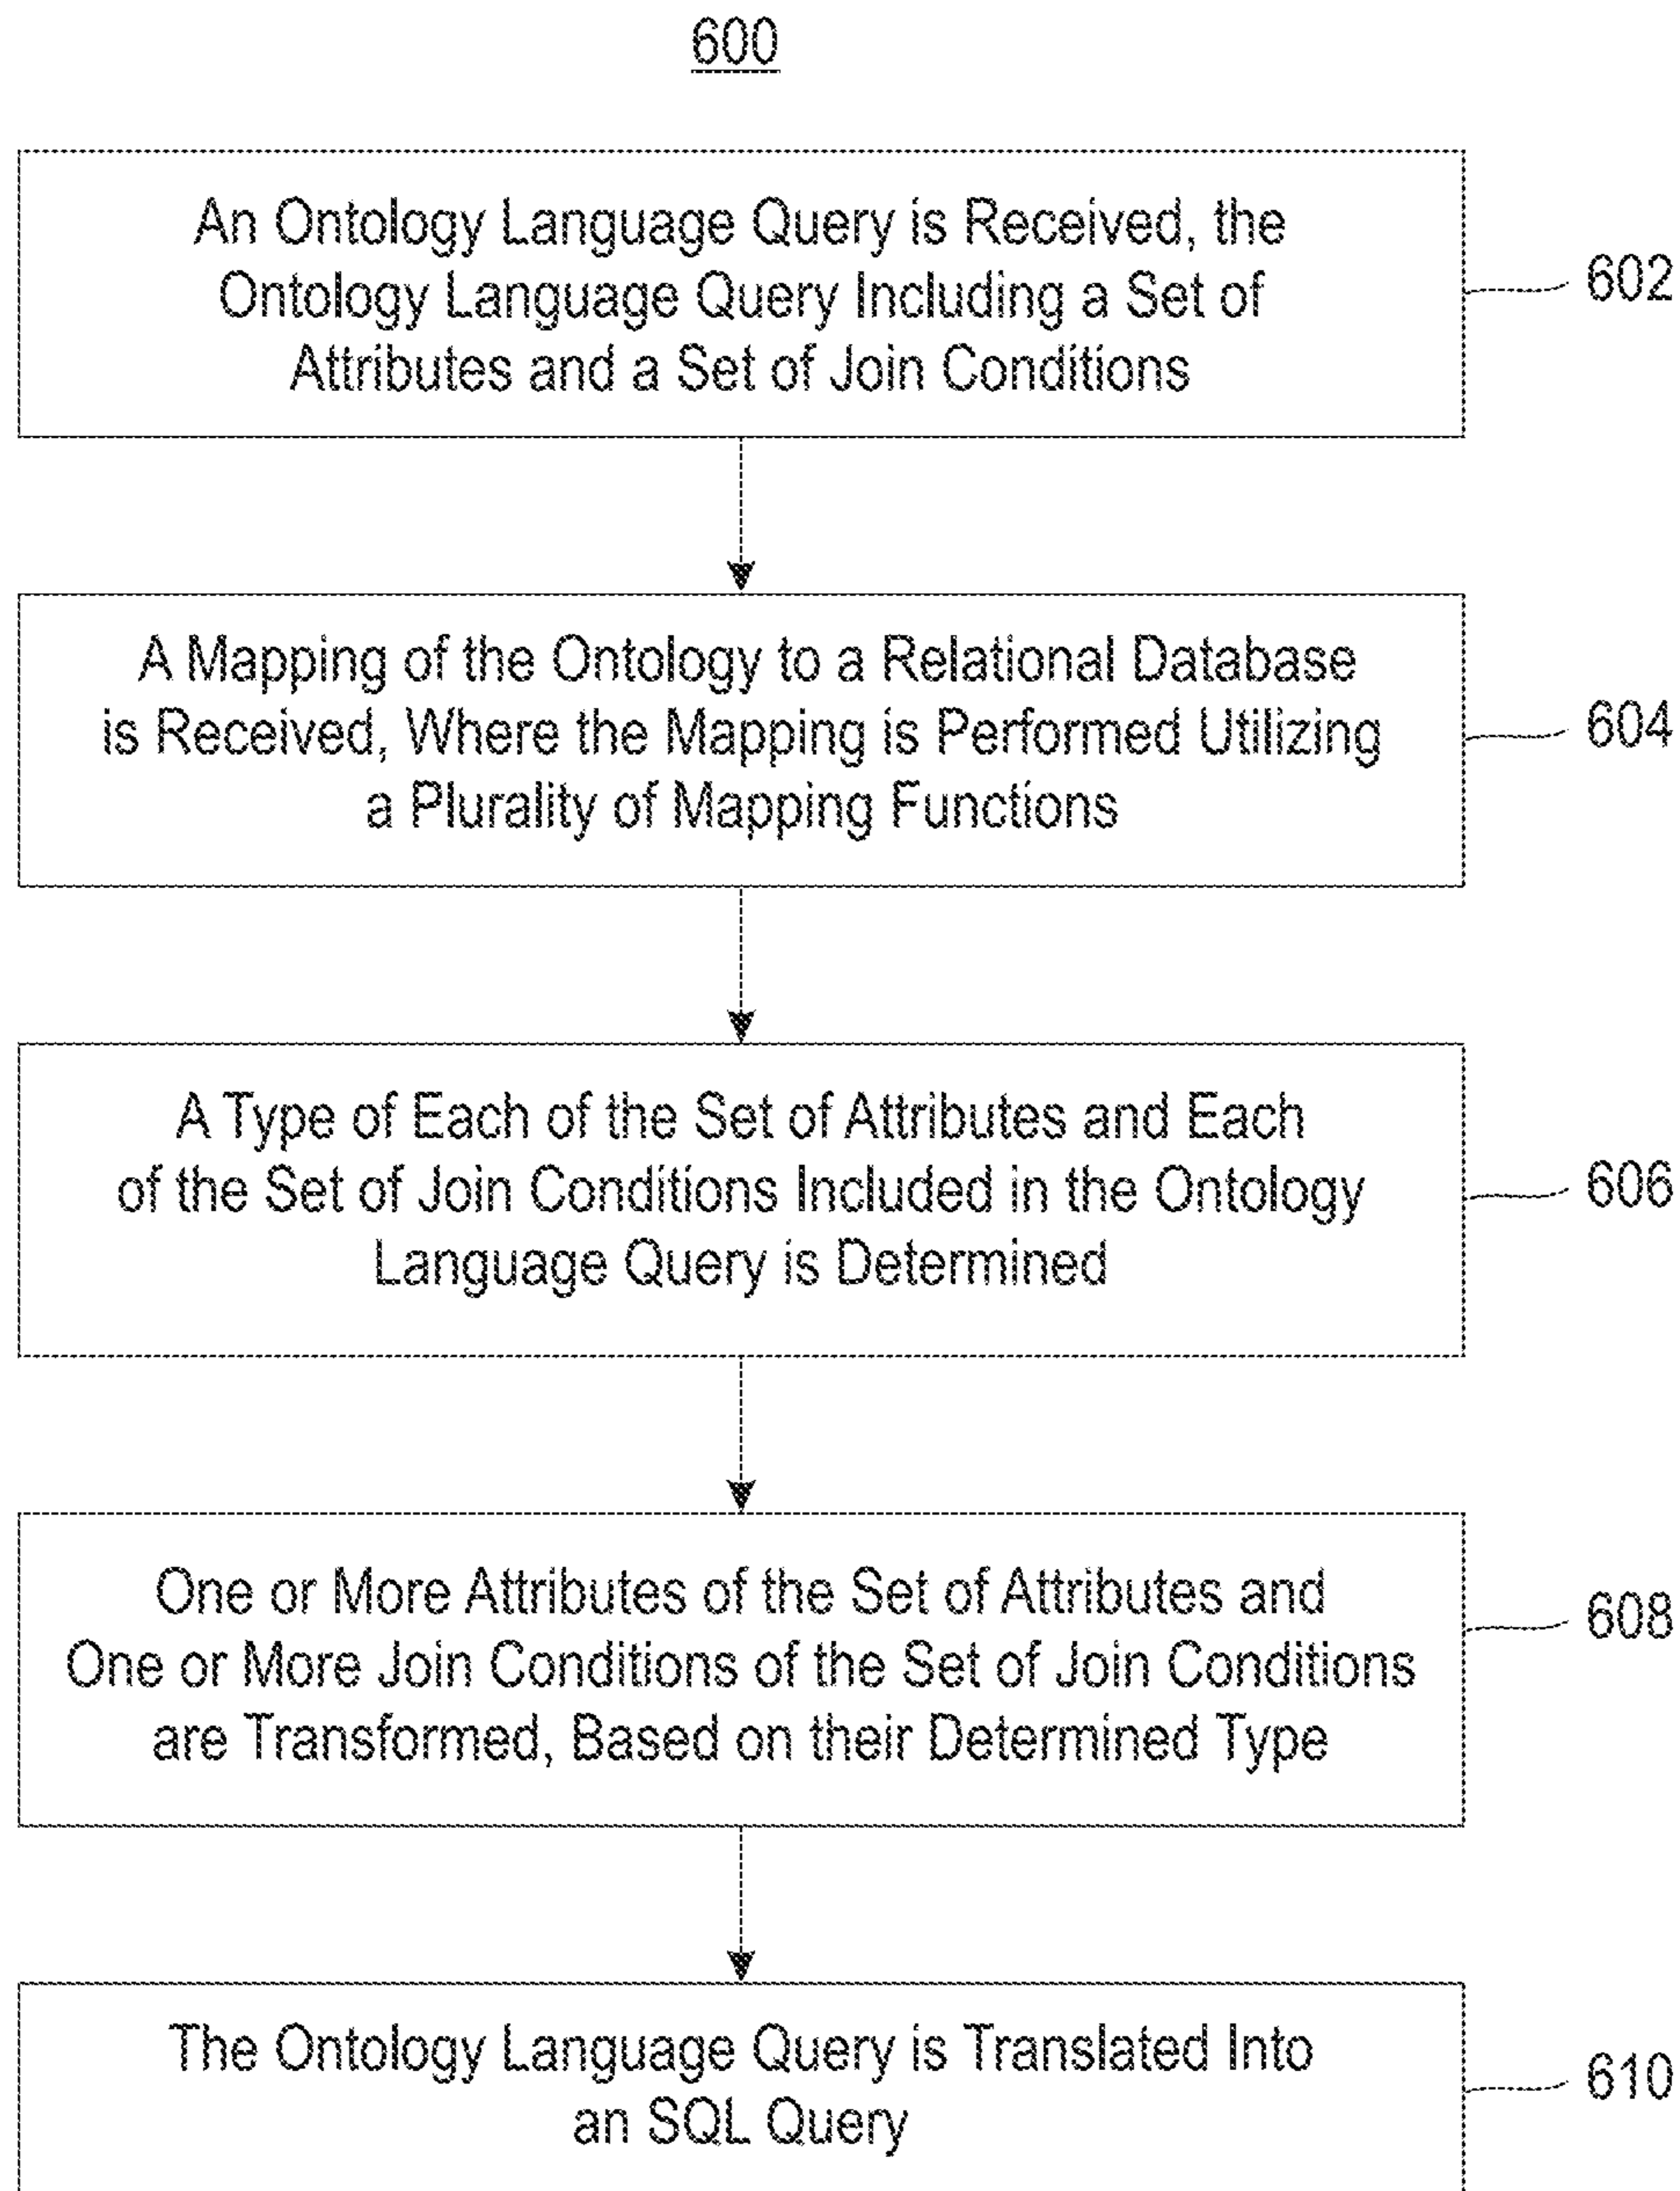 600
An Ontology Language Query is Received, the
Ontology Language Query Including a Set of
Attributes and a Set of Join Conditions
602
A Mapping of the Ontology to a Relational Database
is Received, Where the Mapping is Performed Utilizing
a Plurality of Mapping Functions
604
A Type of Each of the Set of Attributes and Each
of the Set of Join Conditions Included in the Ontology
Language Query is Determined
606
One or More Attributes of the Set of Attributes and
One or More Join Conditions of the Set of Join Conditions
are Transformed, Based on their Determined Type
608
The Ontology Language Query is Translated Into
an SQL Query
610